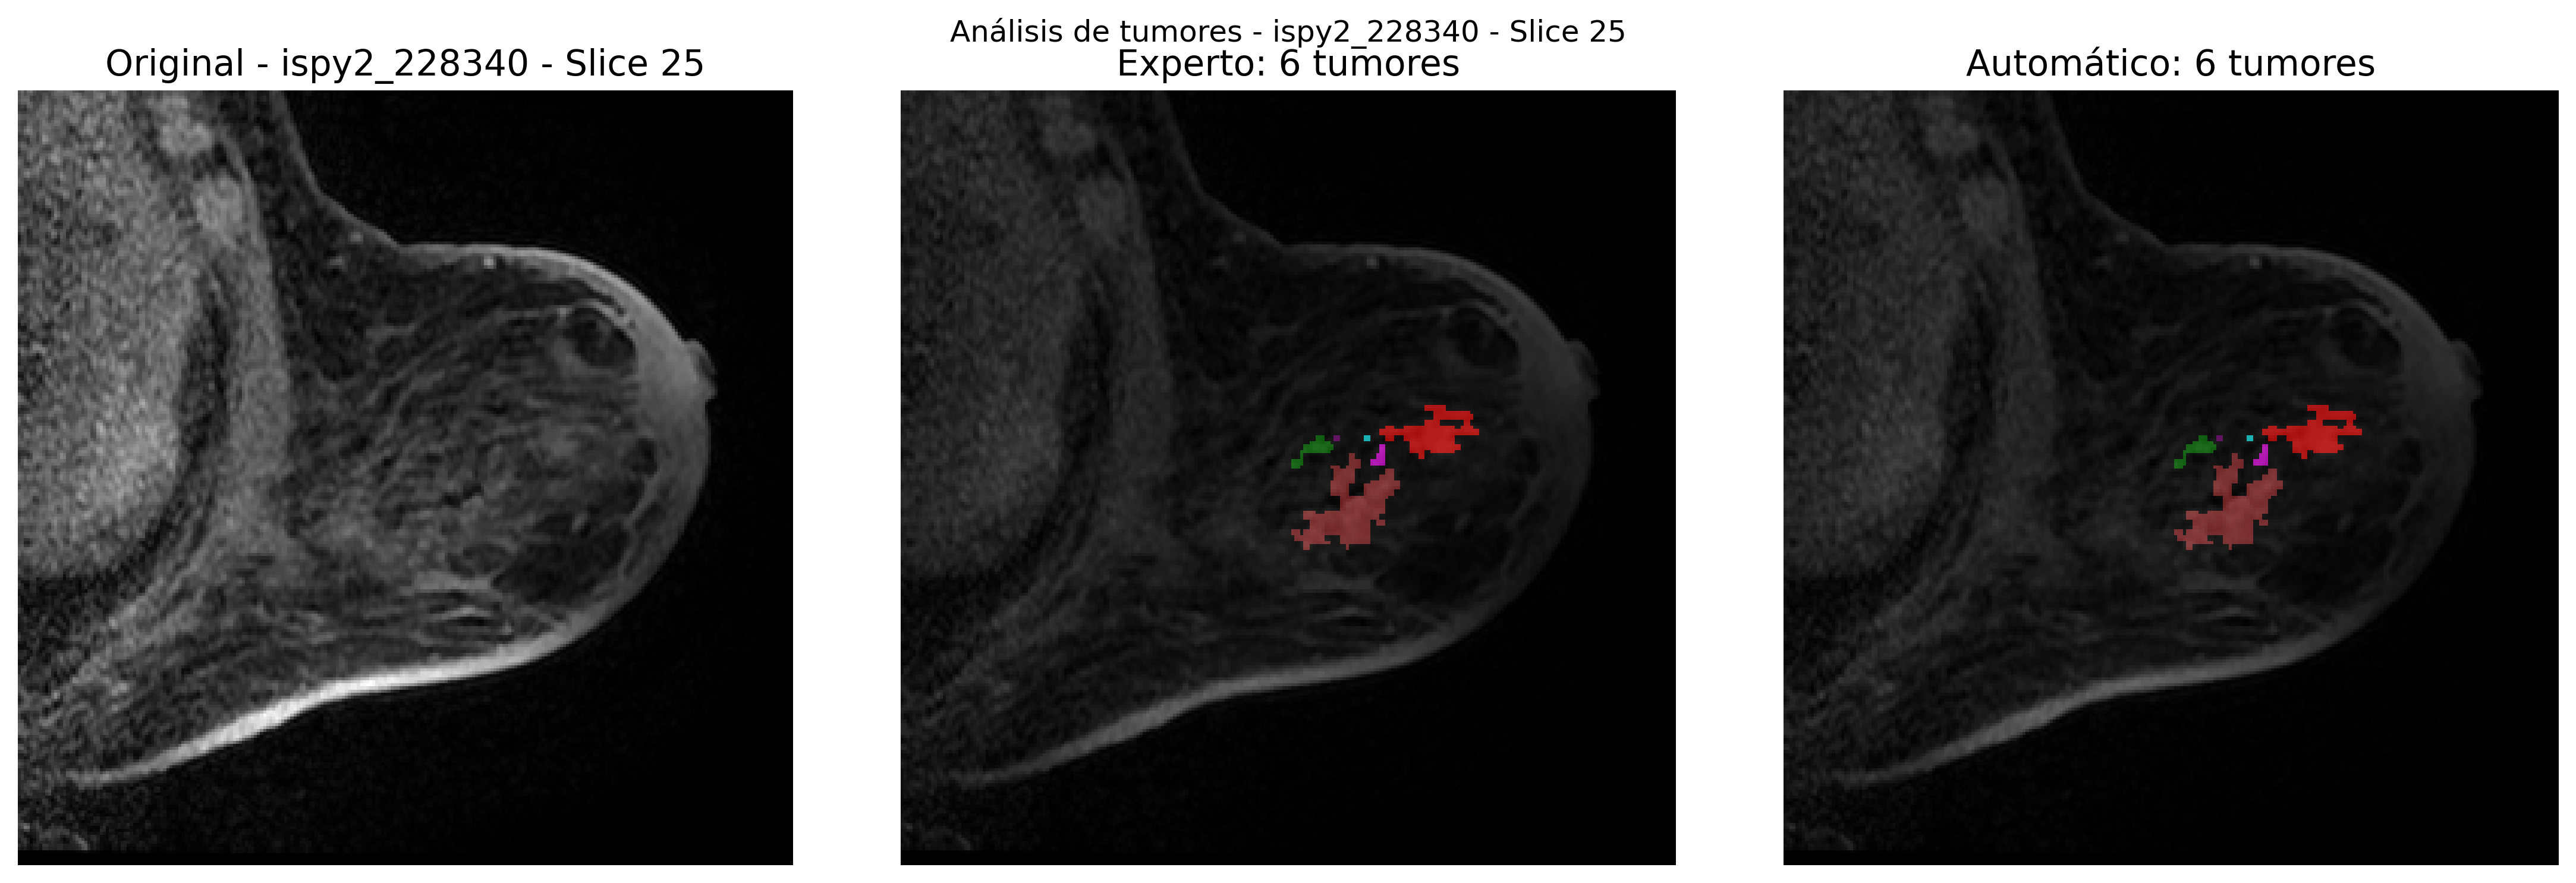 Análisis de tumores - ispy2_228340 - Slice 25
Original - ispy2_228340 - Slice 25
Experto: 6 tumores
Automático: 6 tumores